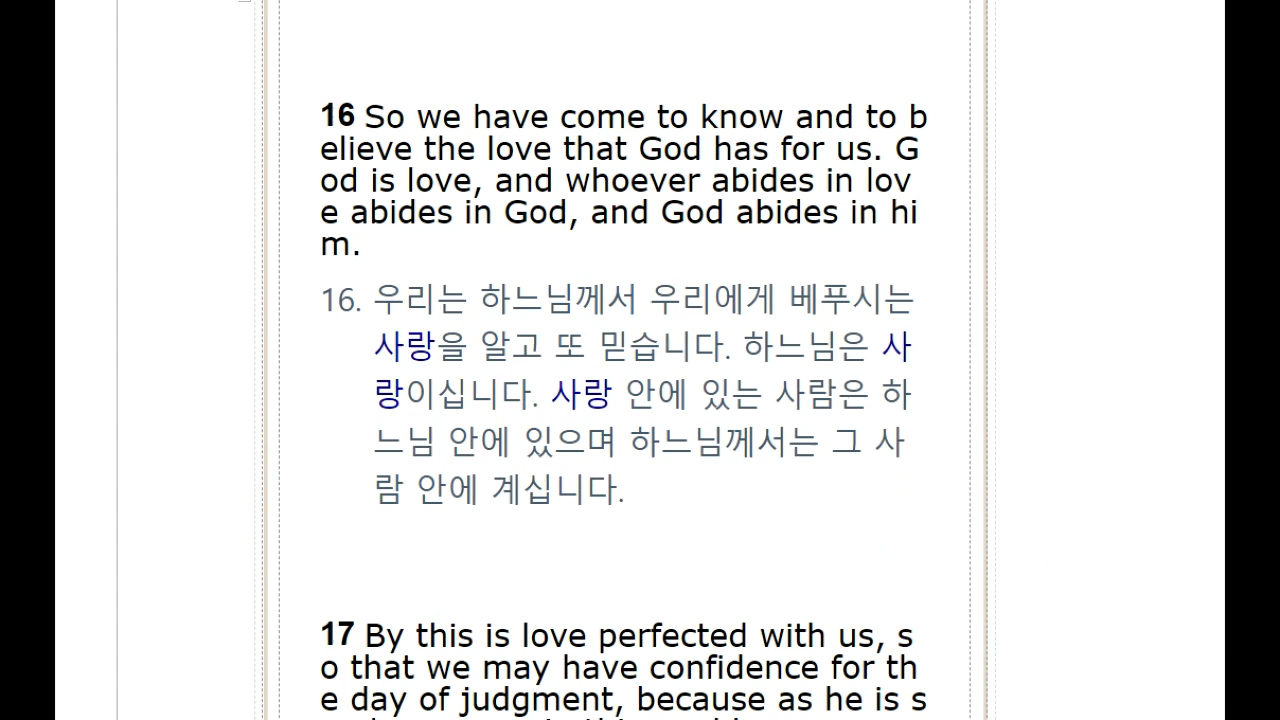 16 So we have come to know and to b
elieve the love that God has for us. G
od is love, and whoever abides in lov
e abides in God, and God abides in hi
m.
16. 우리는 하느님께서 우리에게 베푸시는
사랑을 알고 또 믿습니다. 하느님은 사
랑이십니다. 사랑 안에 있는 사람은 하
느님 안에 있으며 하느님께서는 그 사
람 안에 계십니다.
17 By this is love perfected with us, s
o that we may have confidence for th
e day of judgment, because as he is s